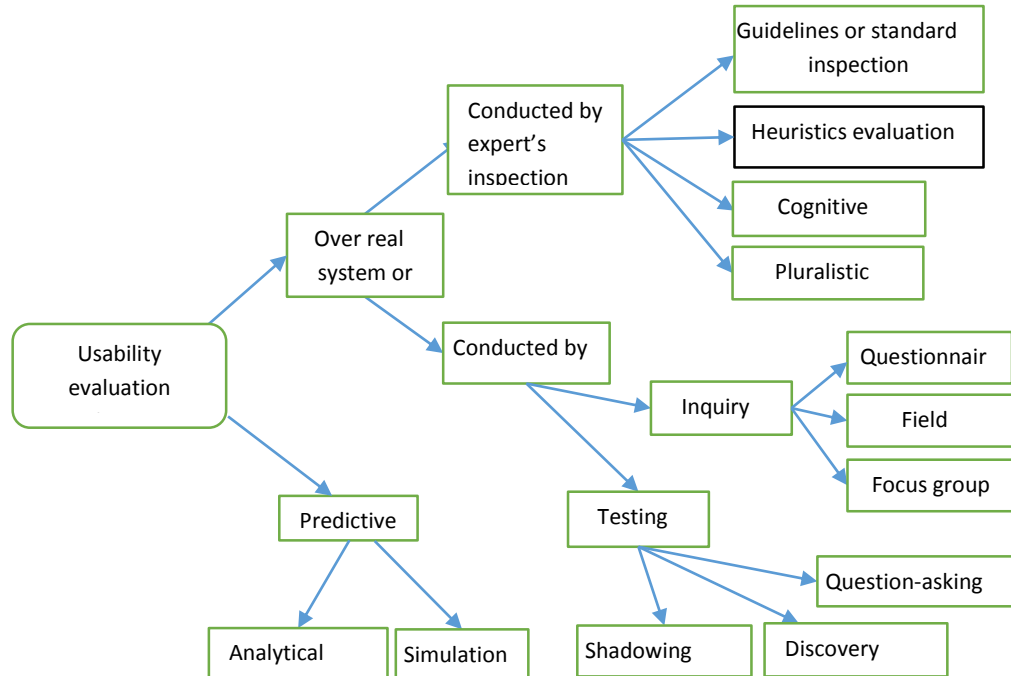 Guidelines or standard
inspection
Conducted by
expert's
inspection
Heuristics evaluation
Cognitive
Over real
system or
Pluralistic
Usability
evaluation
Conducted by
Questionnair
Inquiry
Field
Focus group
Predictive
Testing
Question-asking
Analytical
Simulation
Shadowing
Discovery